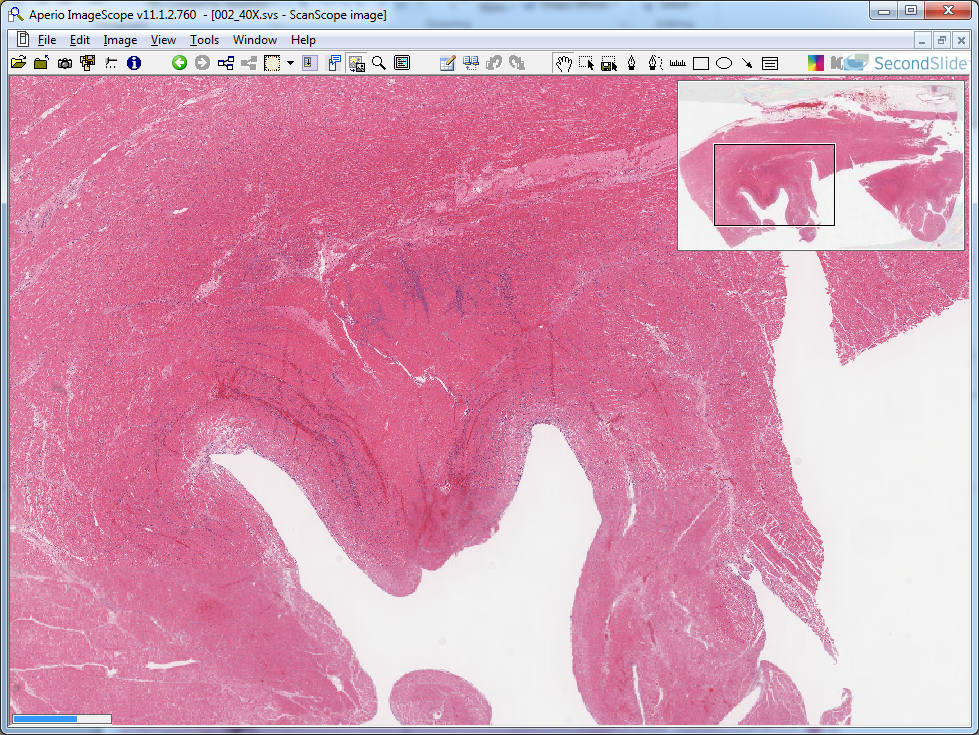 Aperio ImageScope v11.1.2.760 - [002_40X.svs - ScanScope image]
File Edit Image View Tools Window Help
SecondSlide